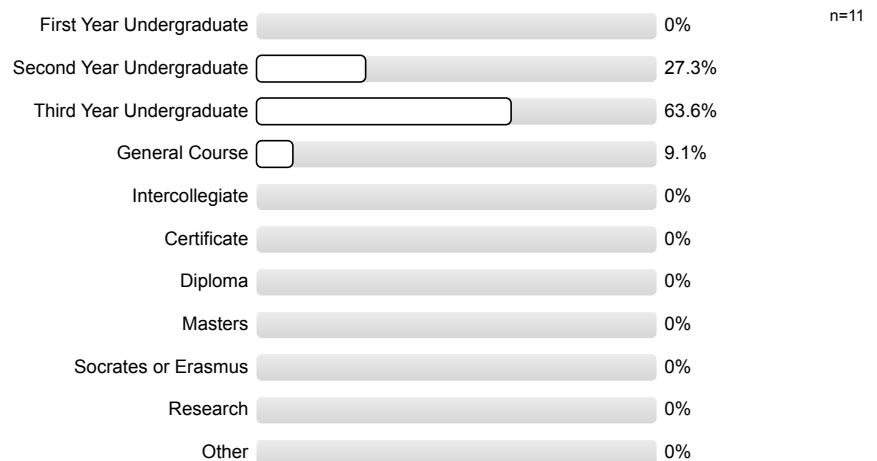 n=11
First Year Undergraduate 0%
Second Year Undergraduate 27.3%
Third Year Undergraduate 63.6%
General Course 9.1%
Intercollegiate 0%
Certificate 0%
Diploma 0%
Masters 0%
Socrates or Erasmus 0%
Research 0%
Other 0%